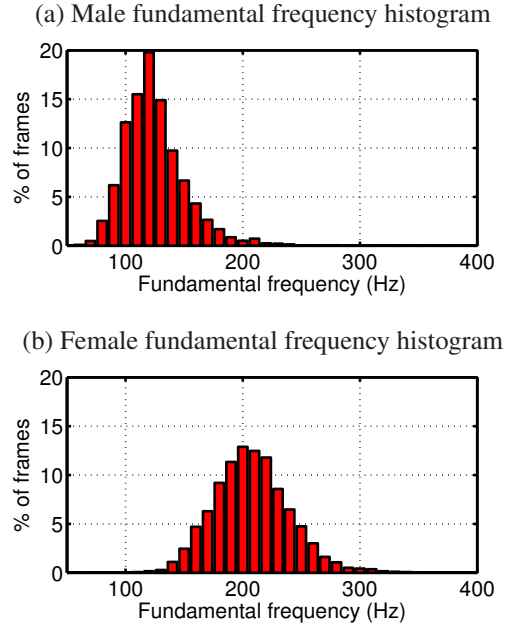 (a) Male fundamental frequency histogram
20
15
10
5
0
% of frames
100 200 300 400
Fundamental frequency (Hz)
(b) Female fundamental frequency histogram
20
15
10
5
0
% of frames
100 200 300 400
Fundamental frequency (Hz)